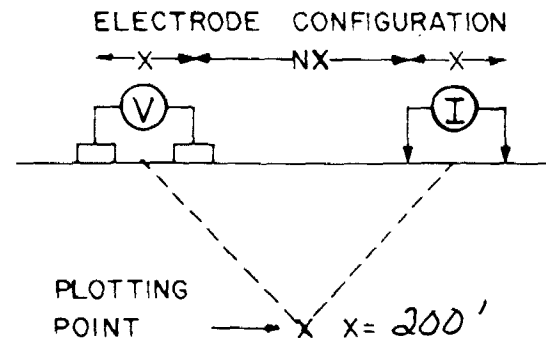 ELECTRODE CONFIGURATION
X NX X
V I
PLOTTING
POINT X X = 200'